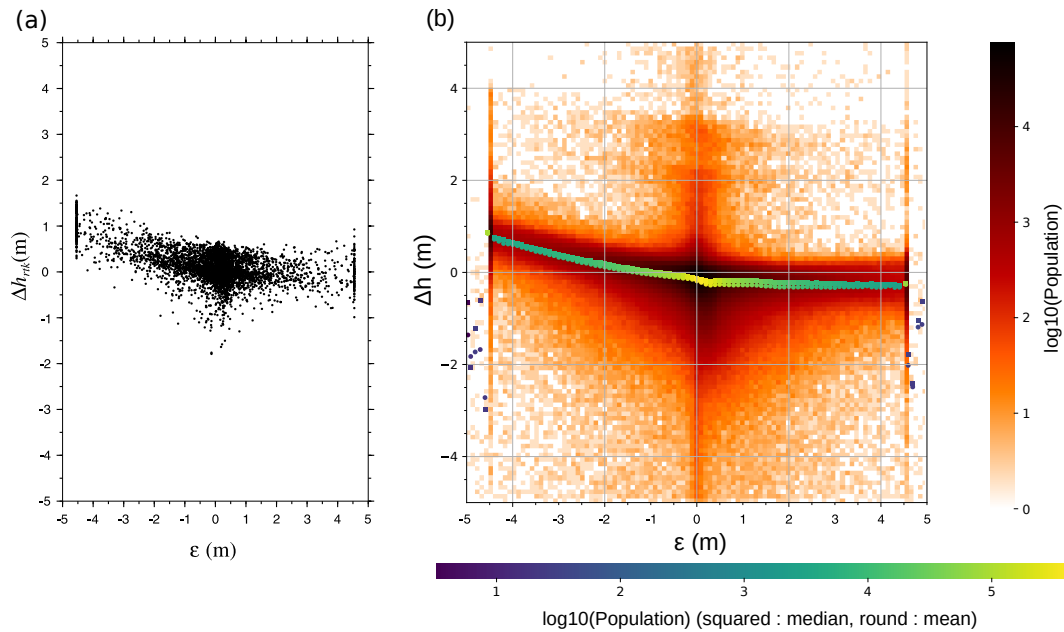 (a)
5
4
3
2
1
0
-1
-2
-3
-4
-5
-5 -4 -3 -2 -1 0 1 2 3 4 5
Δh_rtk(m)
ε (m)
(b)
4
2
0
-2
-4
-5 -4 -3 -2 -1 0 1 2 3 4 5
Δh (m)
ε (m)
4
3
2
1
0
log10(Population)
1 2 3 4 5
log10(Population) (squared : median, round : mean)